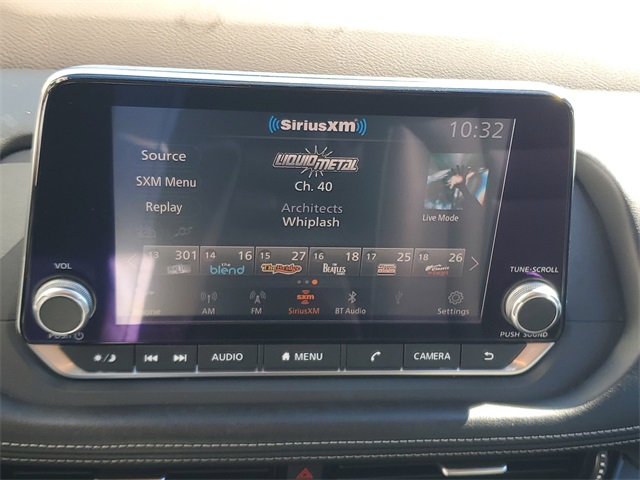 ((SiriusXM))
10:32
Source
LIQUID METAL
SXM Menu
Ch. 40
Replay
Architects
Whiplash
Live Mode
13 301 14 16 15 27 16 18 17 25 18 26
the blend
The BEATLES
VOL
TUNE·SCROLL
sxm
AM FM SiriusXM BT Audio Settings
PUSH
PUSH SOUND
AUDIO MENU CAMERA